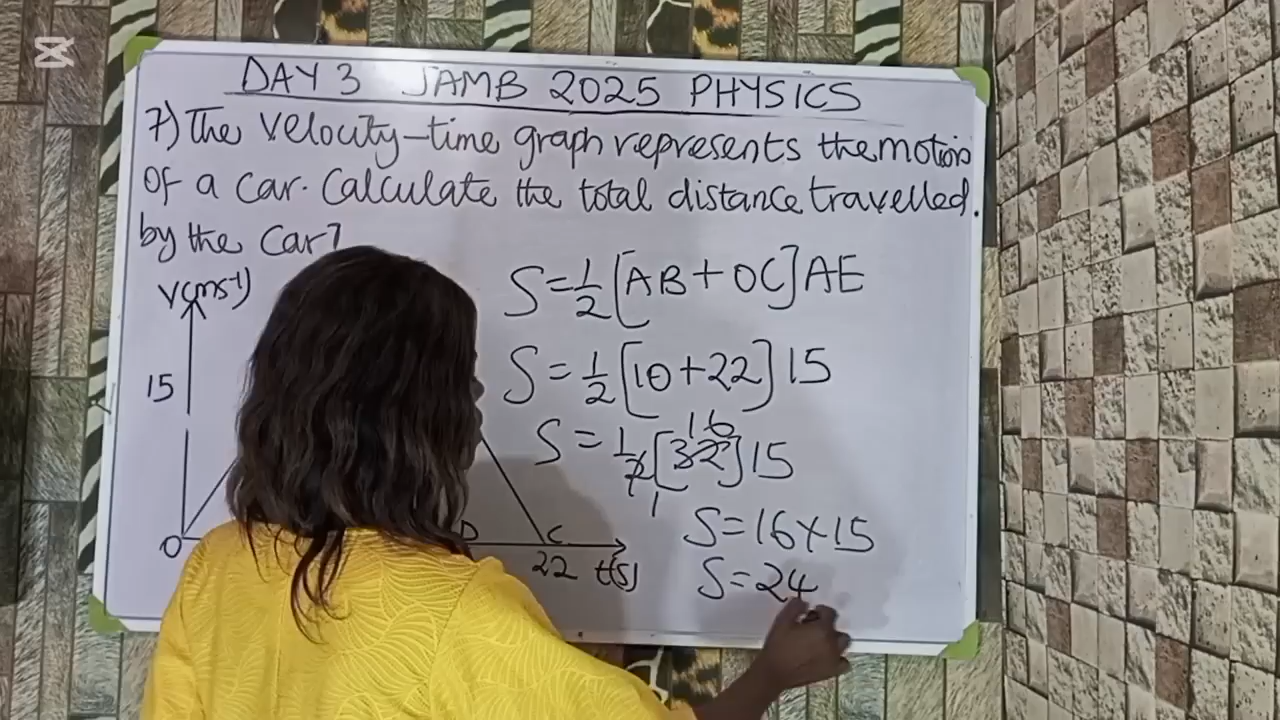 DAY 3 JAMB 2025 PHYSICS
7) The velocity-time graph represents the motion
of a car. Calculate the total distance travelled
by the car?
V(ms⁻¹)
15
O
D
C
22 t(s)
S=½[AB+OC]AE
S=½[10+22]15
S=½[32]15
16
1
S=16×15
S=24